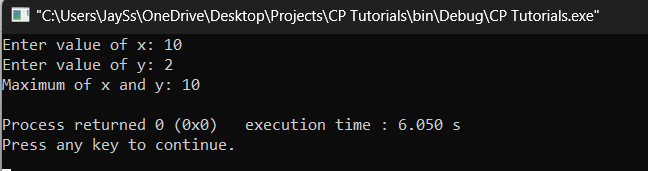 "C:\Users\JaySs\OneDrive\Desktop\Projects\CP Tutorials\bin\Debug\CP Tutorials.exe"
Enter value of x: 10
Enter value of y: 2
Maximum of x and y: 10
Process returned 0 (0x0)   execution time : 6.050 s
Press any key to continue.